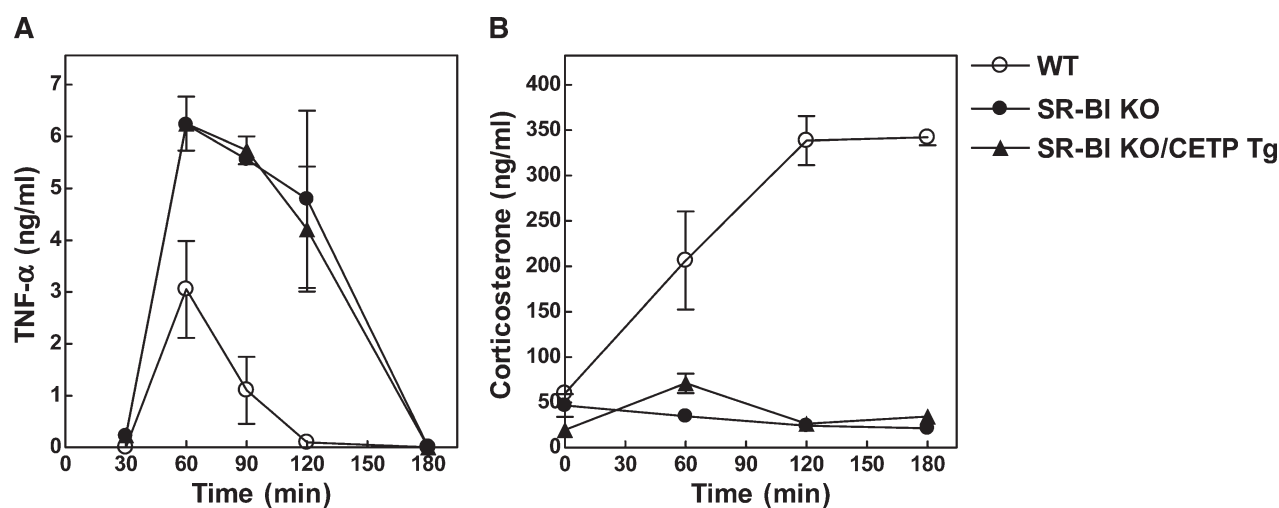 A
TNF-α (ng/ml)
7
6
5
4
3
2
1
0
0 30 60 90 120 150 180
Time (min)
B
Corticosterone (ng/ml)
400
350
300
250
200
150
100
50
0
0 30 60 90 120 150 180
Time (min)
WT
SR-BI KO
SR-BI KO/CETP Tg